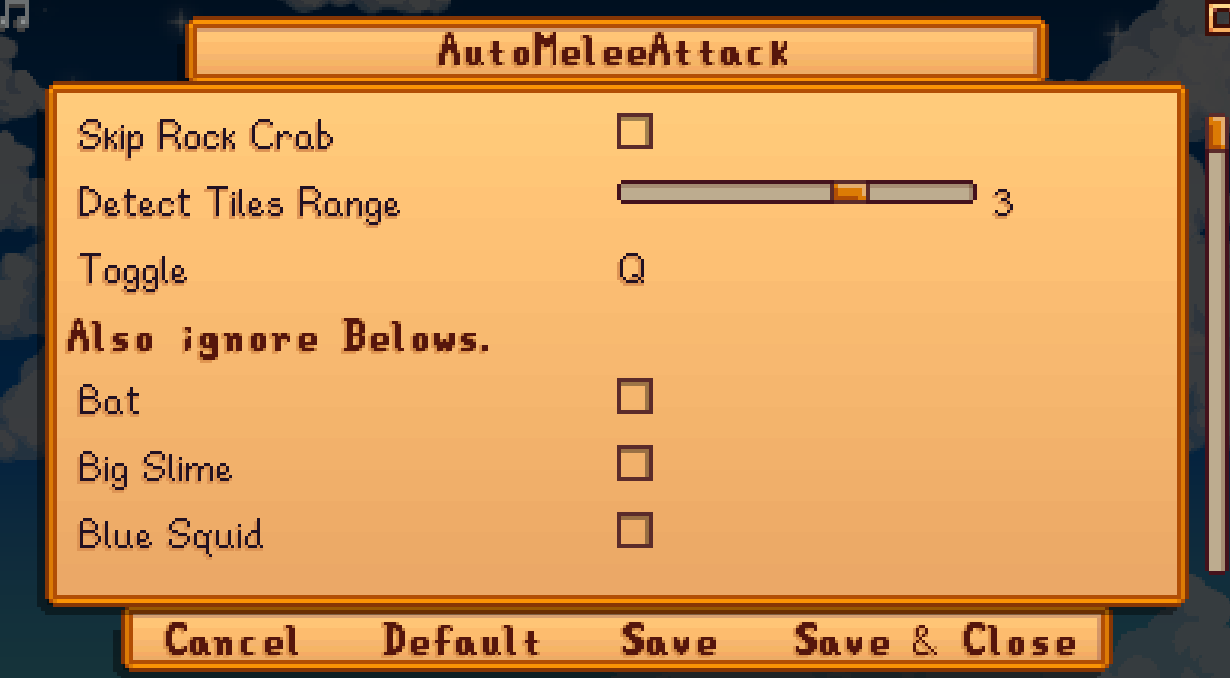 AutoMeleeAttack
Skip Rock Crab
Detect Tiles Range 3
Toggle Q
Also ignore Belows.
Bat
Big Slime
Blue Squid
Cancel Default Save Save & Close